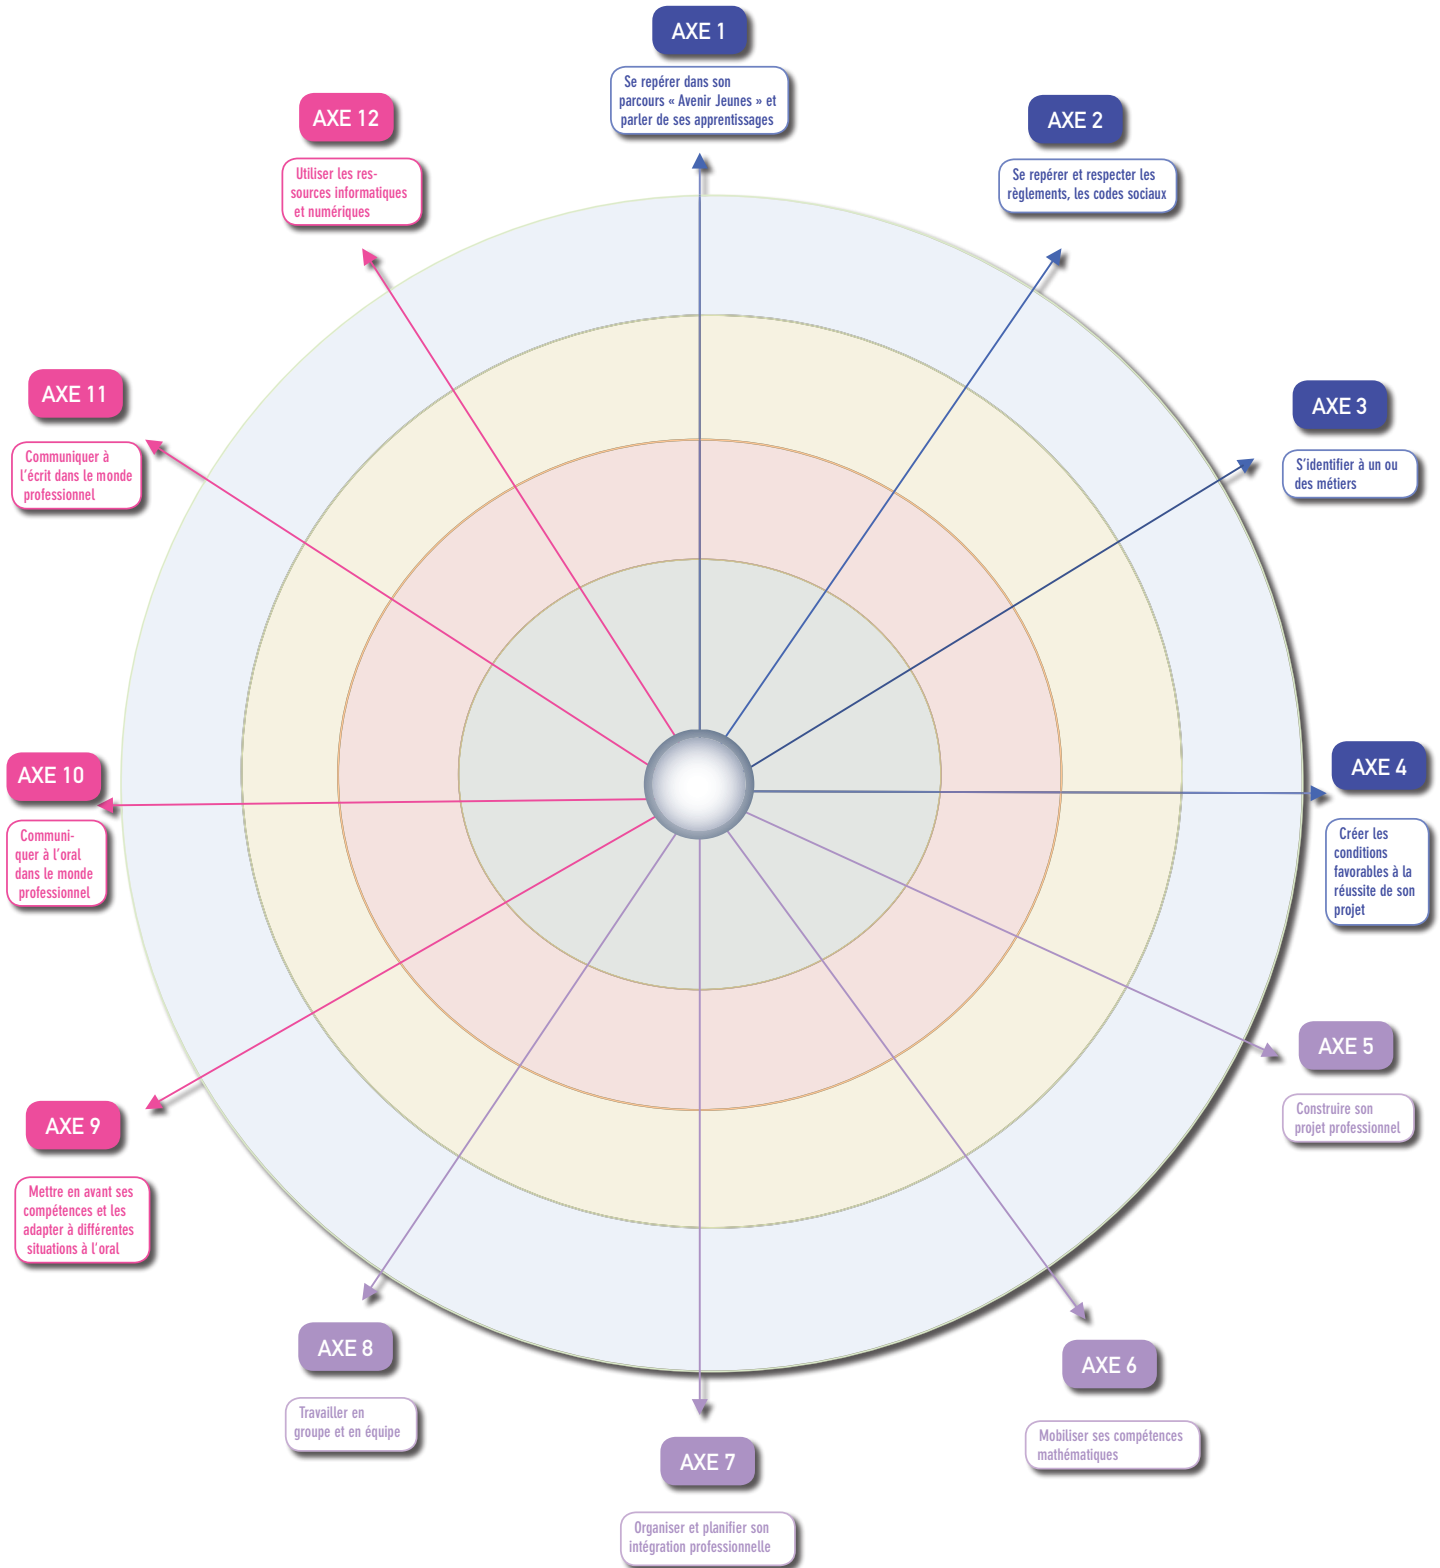 AXE 1
Se repérer dans son
parcours « Avenir Jeunes » et
parler de ses apprentissages
AXE 2
Se repérer et respecter les
règlements, les codes sociaux
AXE 3
S'identifier à un ou
des métiers
AXE 4
Créer les
conditions
favorables à la
réussite de son
projet
AXE 5
Construire son
projet professionnel
AXE 6
Mobiliser ses compétences
mathématiques
AXE 7
Organiser et planifier son
intégration professionnelle
AXE 8
Travailler en
groupe et en équipe
AXE 9
Mettre en avant ses
compétences et les
adapter à différentes
situations à l'oral
AXE 10
Communi-
quer à l'oral
dans le monde
professionnel
AXE 11
Communiquer à
l'écrit dans le monde
professionnel
AXE 12
Utiliser les res-
sources informatiques
et numériques